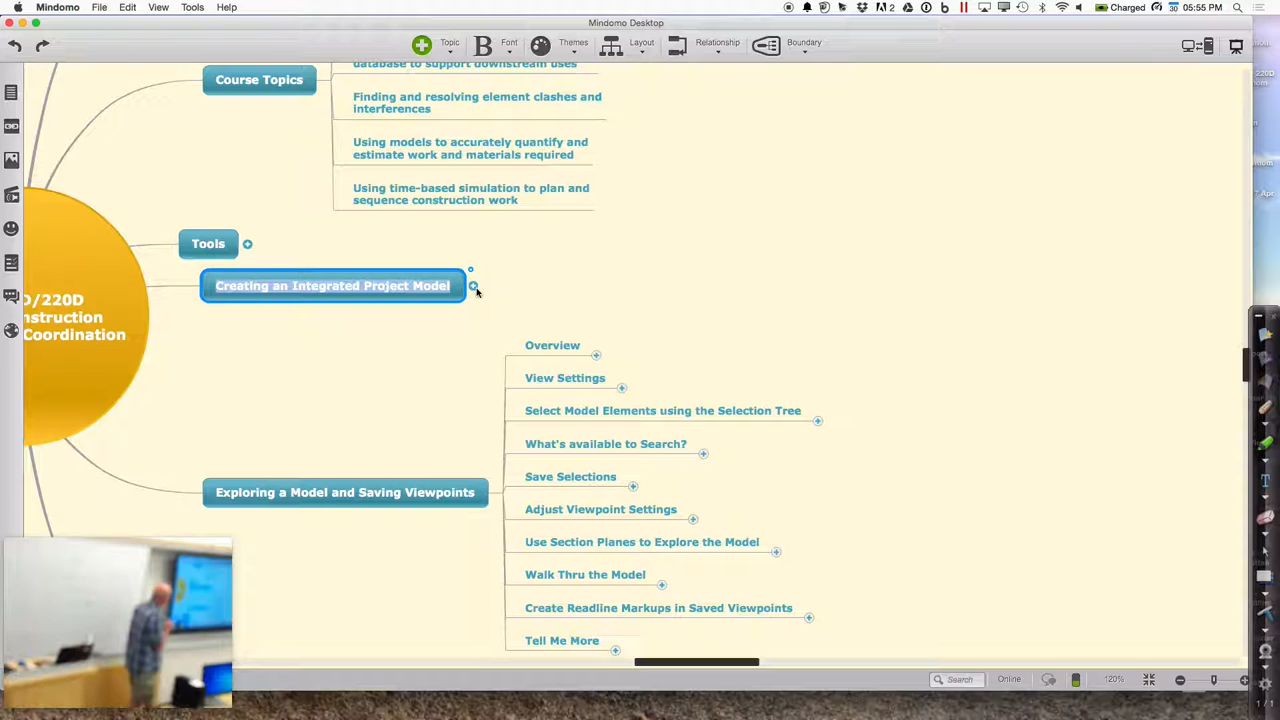 Mindomo File Edit View Tools Help
2 Charged 30 05:55 PM
Mindomo Desktop
Topic Font Themes Layout Relationship Boundary
database to support downstream uses
Course Topics
Finding and resolving element clashes and
interferences
Using models to accurately quantify and
estimate work and materials required
Using time-based simulation to plan and
sequence construction work
Tools
Creating an Integrated Project Model
D/220D
nstruction
Coordination
Overview
View Settings
Select Model Elements using the Selection Tree
What's available to Search?
Save Selections
Exploring a Model and Saving Viewpoints
Adjust Viewpoint Settings
Use Section Planes to Explore the Model
Walk Thru the Model
Create Readline Markups in Saved Viewpoints
Tell Me More
Search Online 120%
1 / 1